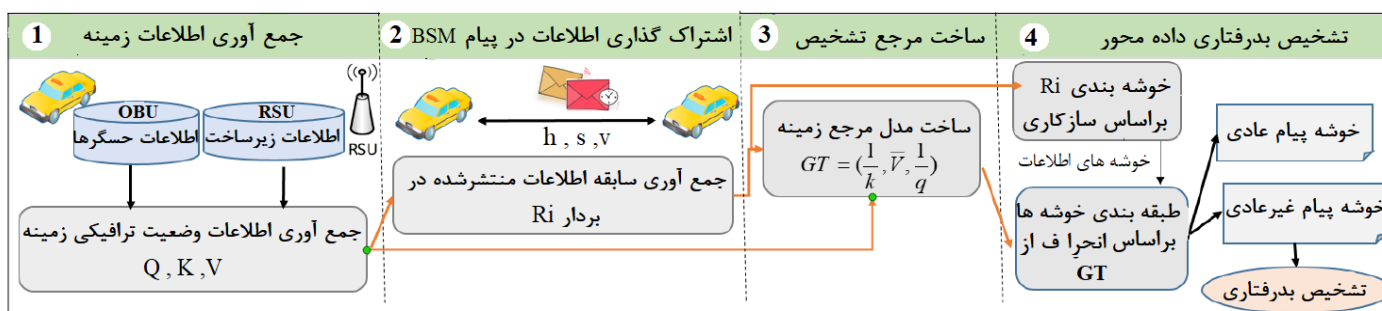 1
جمع آوری اطلاعات زمینه
OBU
اطلاعات حسگرها
RSU
اطلاعات زیرساخت
RSU
جمع آوری اطلاعات وضعیت ترافیکی زمینه
Q , K ,V
2
اشتراک گذاری اطلاعات در پیام BSM
h , s ,v
جمع آوری سابقه اطلاعات منتشرشده در
بردار Ri
3
ساخت مرجع تشخیص
ساخت مدل مرجع زمینه
GT = (1/k, V̅, 1/q)
4
تشخیص بدرفتاری داده محور
خوشه بندی Ri
براساس سازکاری
خوشه های اطلاعات
طبقه بندی خوشه ها
براساس انحرا ف از
GT
خوشه پیام عادی
خوشه پیام غیرعادی
تشخیص بدرفتاری